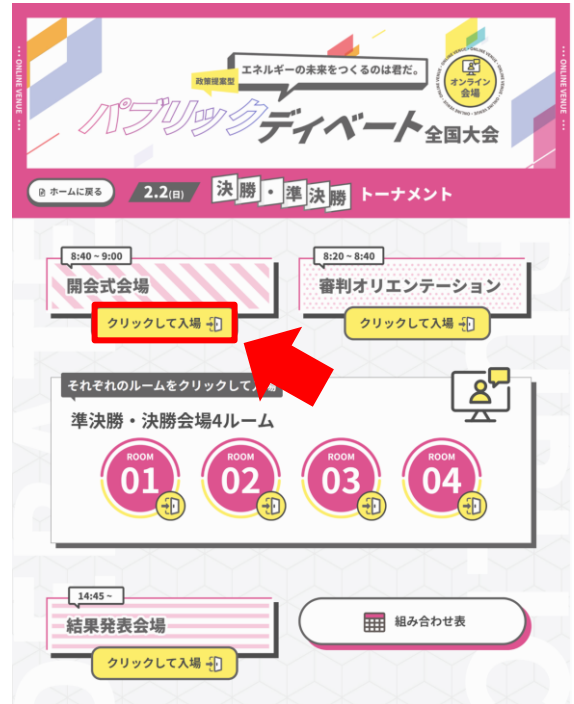 エネルギーの未来をつくるのは君だ。
政策提案型
パブリックディベート全国大会
オンライン
会場
ONLINE VENUE
ONLINE VENUE
ホームに戻る
2.2(日)
決勝・準決勝トーナメント
8:40 ~ 9:00
開会式会場
クリックして入場
8:20 ~ 8:40
審判オリエンテーション
クリックして入場
それぞれのルームをクリックして入場
準決勝・決勝会場4ルーム
ROOM
01
ROOM
02
ROOM
03
ROOM
04
14:45 ~
結果発表会場
クリックして入場
組み合わせ表